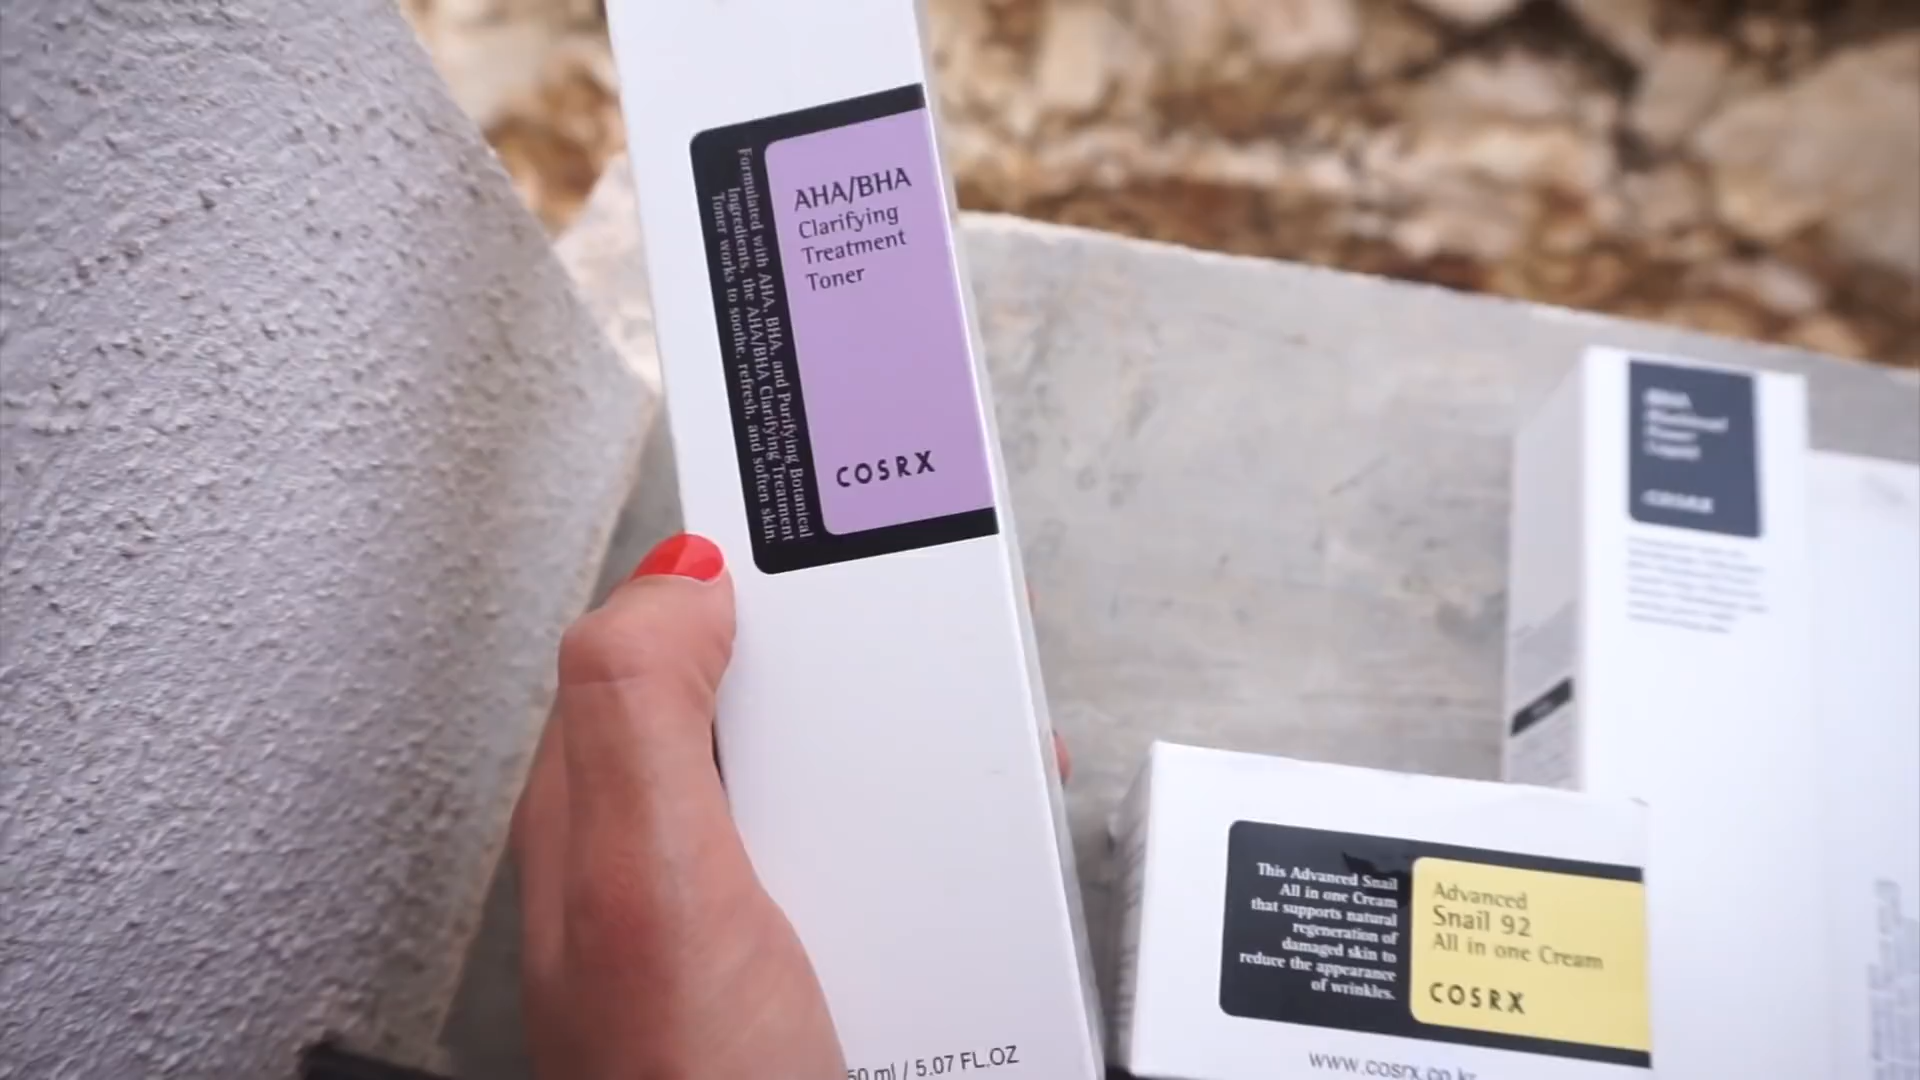 AHA/BHA
Clarifying
Treatment
Toner
COSRX
Formulated with AHA, BHA, and Purifying Botanical
Ingredients, the AHA/BHA Clarifying Treatment
Toner works to soothe, refresh, and soften skin.
50 ml / 5.07 FL.OZ
BHA
COSRX
This Advanced Snail
All in one Cream
that supports natural
regeneration of
damaged skin to
reduce the appearance
of wrinkles.
Advanced
Snail 92
All in one Cream
COSRX
www.cosrx.co.kr